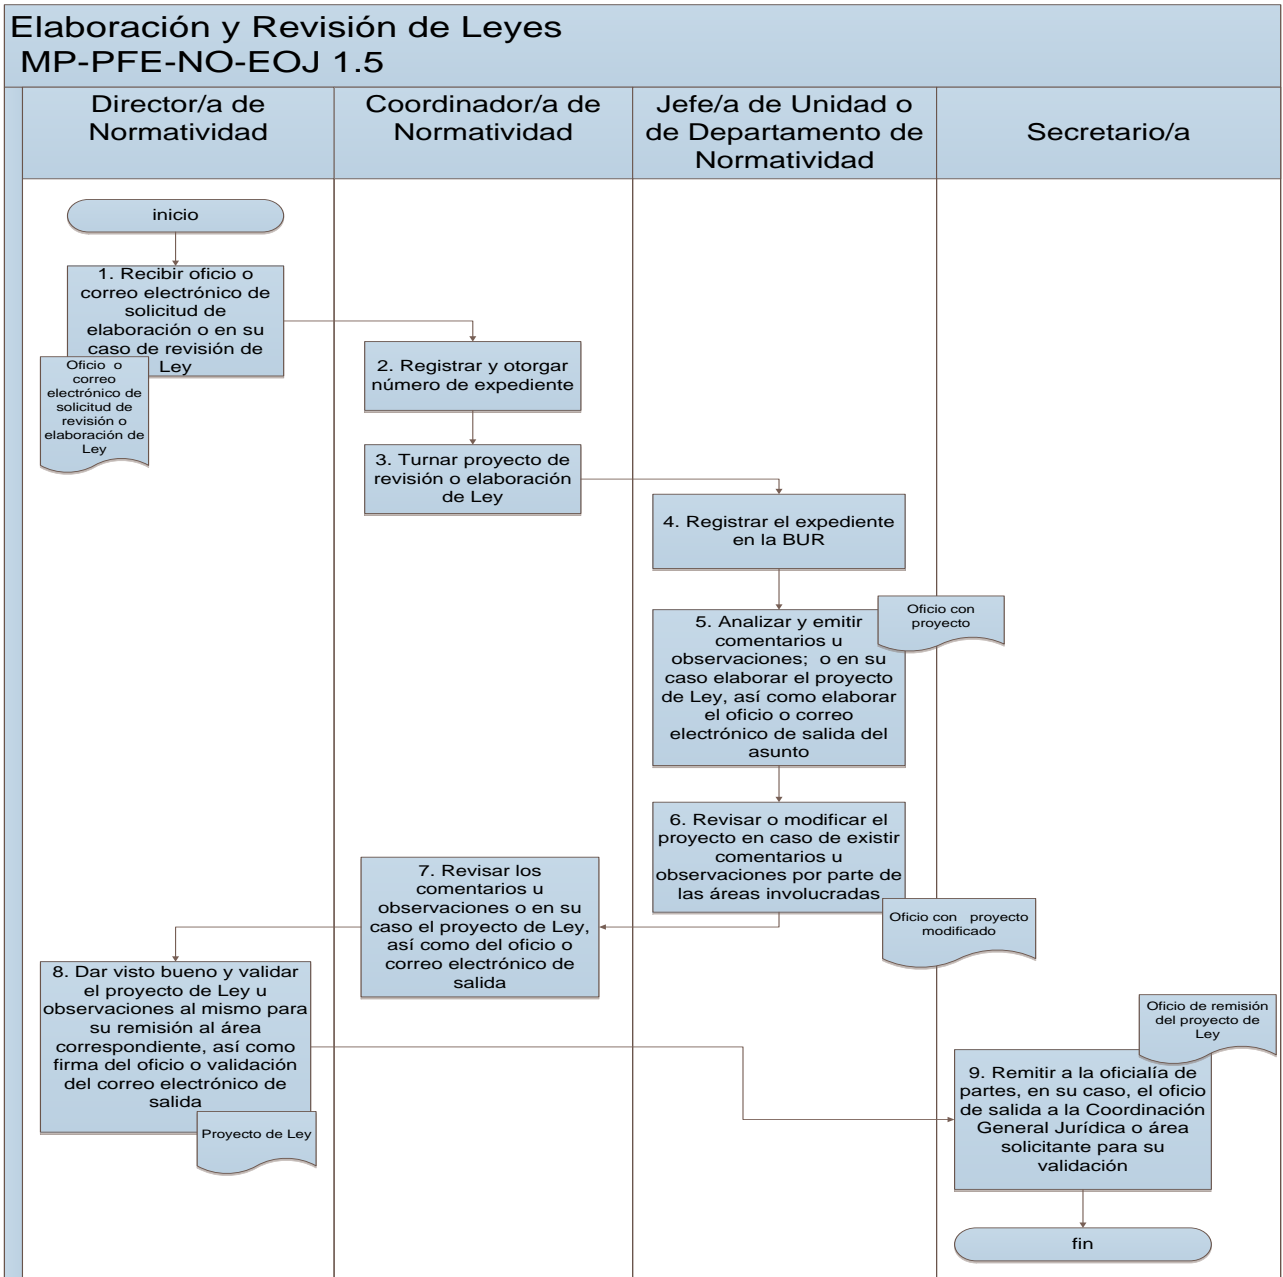 Elaboración y Revisión de Leyes
MP-PFE-NO-EOJ 1.5
Director/a de
Normatividad
Coordinador/a de
Normatividad
Jefe/a de Unidad o
de Departamento de
Normatividad
Secretario/a
inicio
1. Recibir oficio o
correo electrónico de
solicitud de
elaboración o en su
caso de revisión de
Ley
Oficio o
correo
electrónico de
solicitud de
revisión o
elaboración de
Ley
2. Registrar y otorgar
número de expediente
3. Turnar proyecto de
revisión o elaboración
de Ley
4. Registrar el expediente
en la BUR
5. Analizar y emitir
comentarios u
observaciones; o en su
caso elaborar el proyecto
de Ley, así como elaborar
el oficio o correo
electrónico de salida del
asunto
Oficio con
proyecto
6. Revisar o modificar el
proyecto en caso de existir
comentarios u
observaciones por parte de
las áreas involucradas
Oficio con proyecto
modificado
7. Revisar los
comentarios u
observaciones o en su
caso el proyecto de Ley,
así como del oficio o
correo electrónico de
salida
8. Dar visto bueno y validar
el proyecto de Ley u
observaciones al mismo para
su remisión al área
correspondiente, así como
firma del oficio o validación
del correo electrónico de
salida
Proyecto de Ley
Oficio de remisión
del proyecto de
Ley
9. Remitir a la oficialía de
partes, en su caso, el oficio
de salida a la Coordinación
General Jurídica o área
solicitante para su
validación
fin